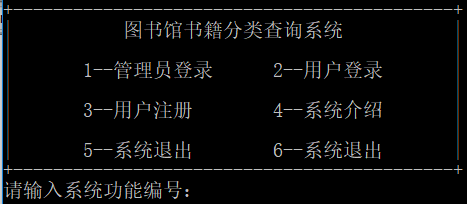 图书馆书籍分类查询系统
1--管理员登录 2--用户登录
3--用户注册 4--系统介绍
5--系统退出 6--系统退出
请输入系统功能编号: